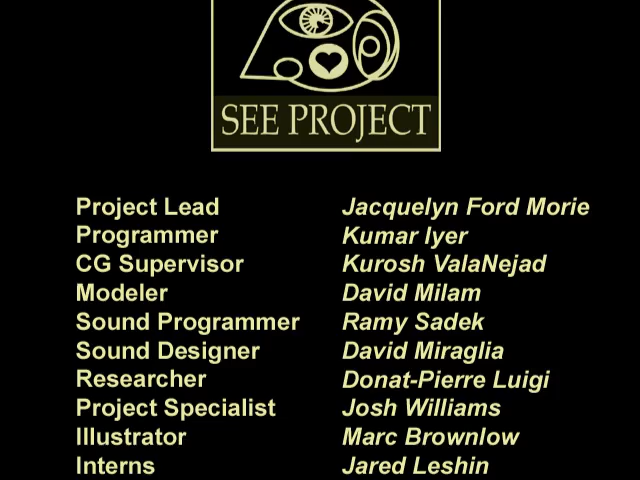 SEE PROJECT
Project Lead Jacquelyn Ford Morie
Programmer Kumar Iyer
CG Supervisor Kurosh ValaNejad
Modeler David Milam
Sound Programmer Ramy Sadek
Sound Designer David Miraglia
Researcher Donat-Pierre Luigi
Project Specialist Josh Williams
Illustrator Marc Brownlow
Interns Jared Leshin